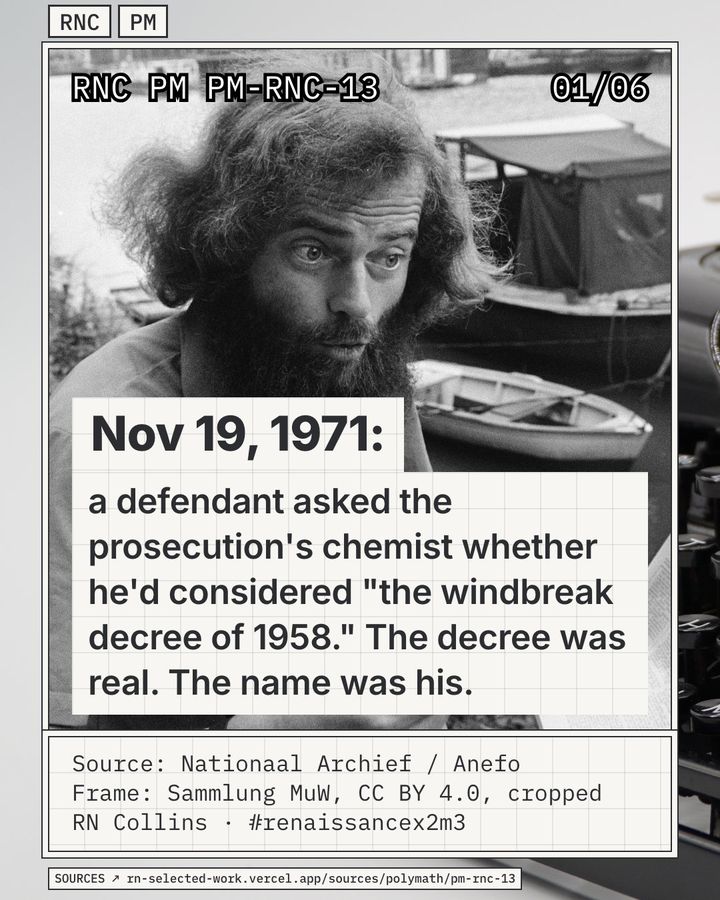 RNC PM
RNC PM PM-RNC-13 01/06
Nov 19, 1971:
a defendant asked the
prosecution's chemist whether
he'd considered "the windbreak
decree of 1958." The decree was
real. The name was his.
Source: Nationaal Archief / Anefo
Frame: Sammlung MuW, CC BY 4.0, cropped
RN Collins · #renaissancex2m3
SOURCES ↗ rn-selected-work.vercel.app/sources/polymath/pm-rnc-13